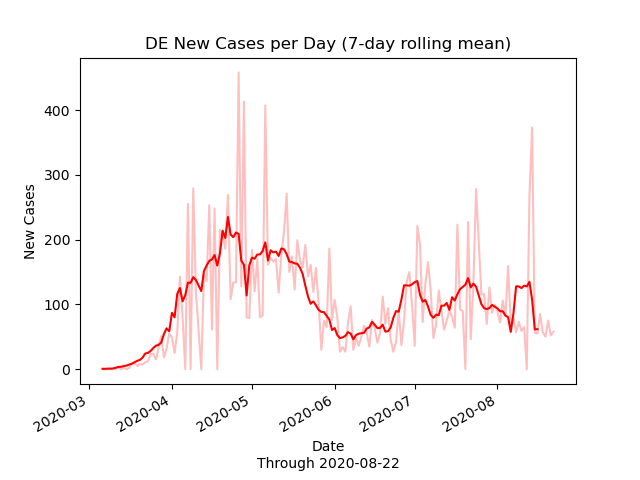 DE New Cases per Day (7-day rolling mean)
400
300
200
100
0
New Cases
2020-03
2020-04
2020-05
2020-06
2020-07
2020-08
Date
Through 2020-08-22